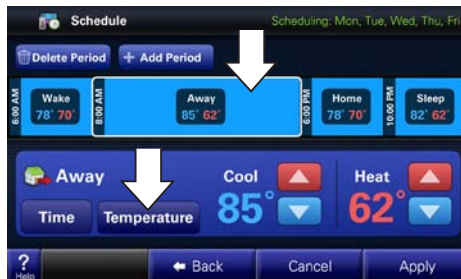 Schedule
Scheduling: Mon, Tue, Wed, Thu, Fri
Delete Period
+ Add Period
6:00 AM
Wake
78° 70°
8:00 AM
Away
85° 62°
6:00 PM
Home
78° 70°
10:00 PM
Sleep
82° 62°
Away
Cool
Heat
Time
Temperature
85°
62°
?
Help
Back
Cancel
Apply